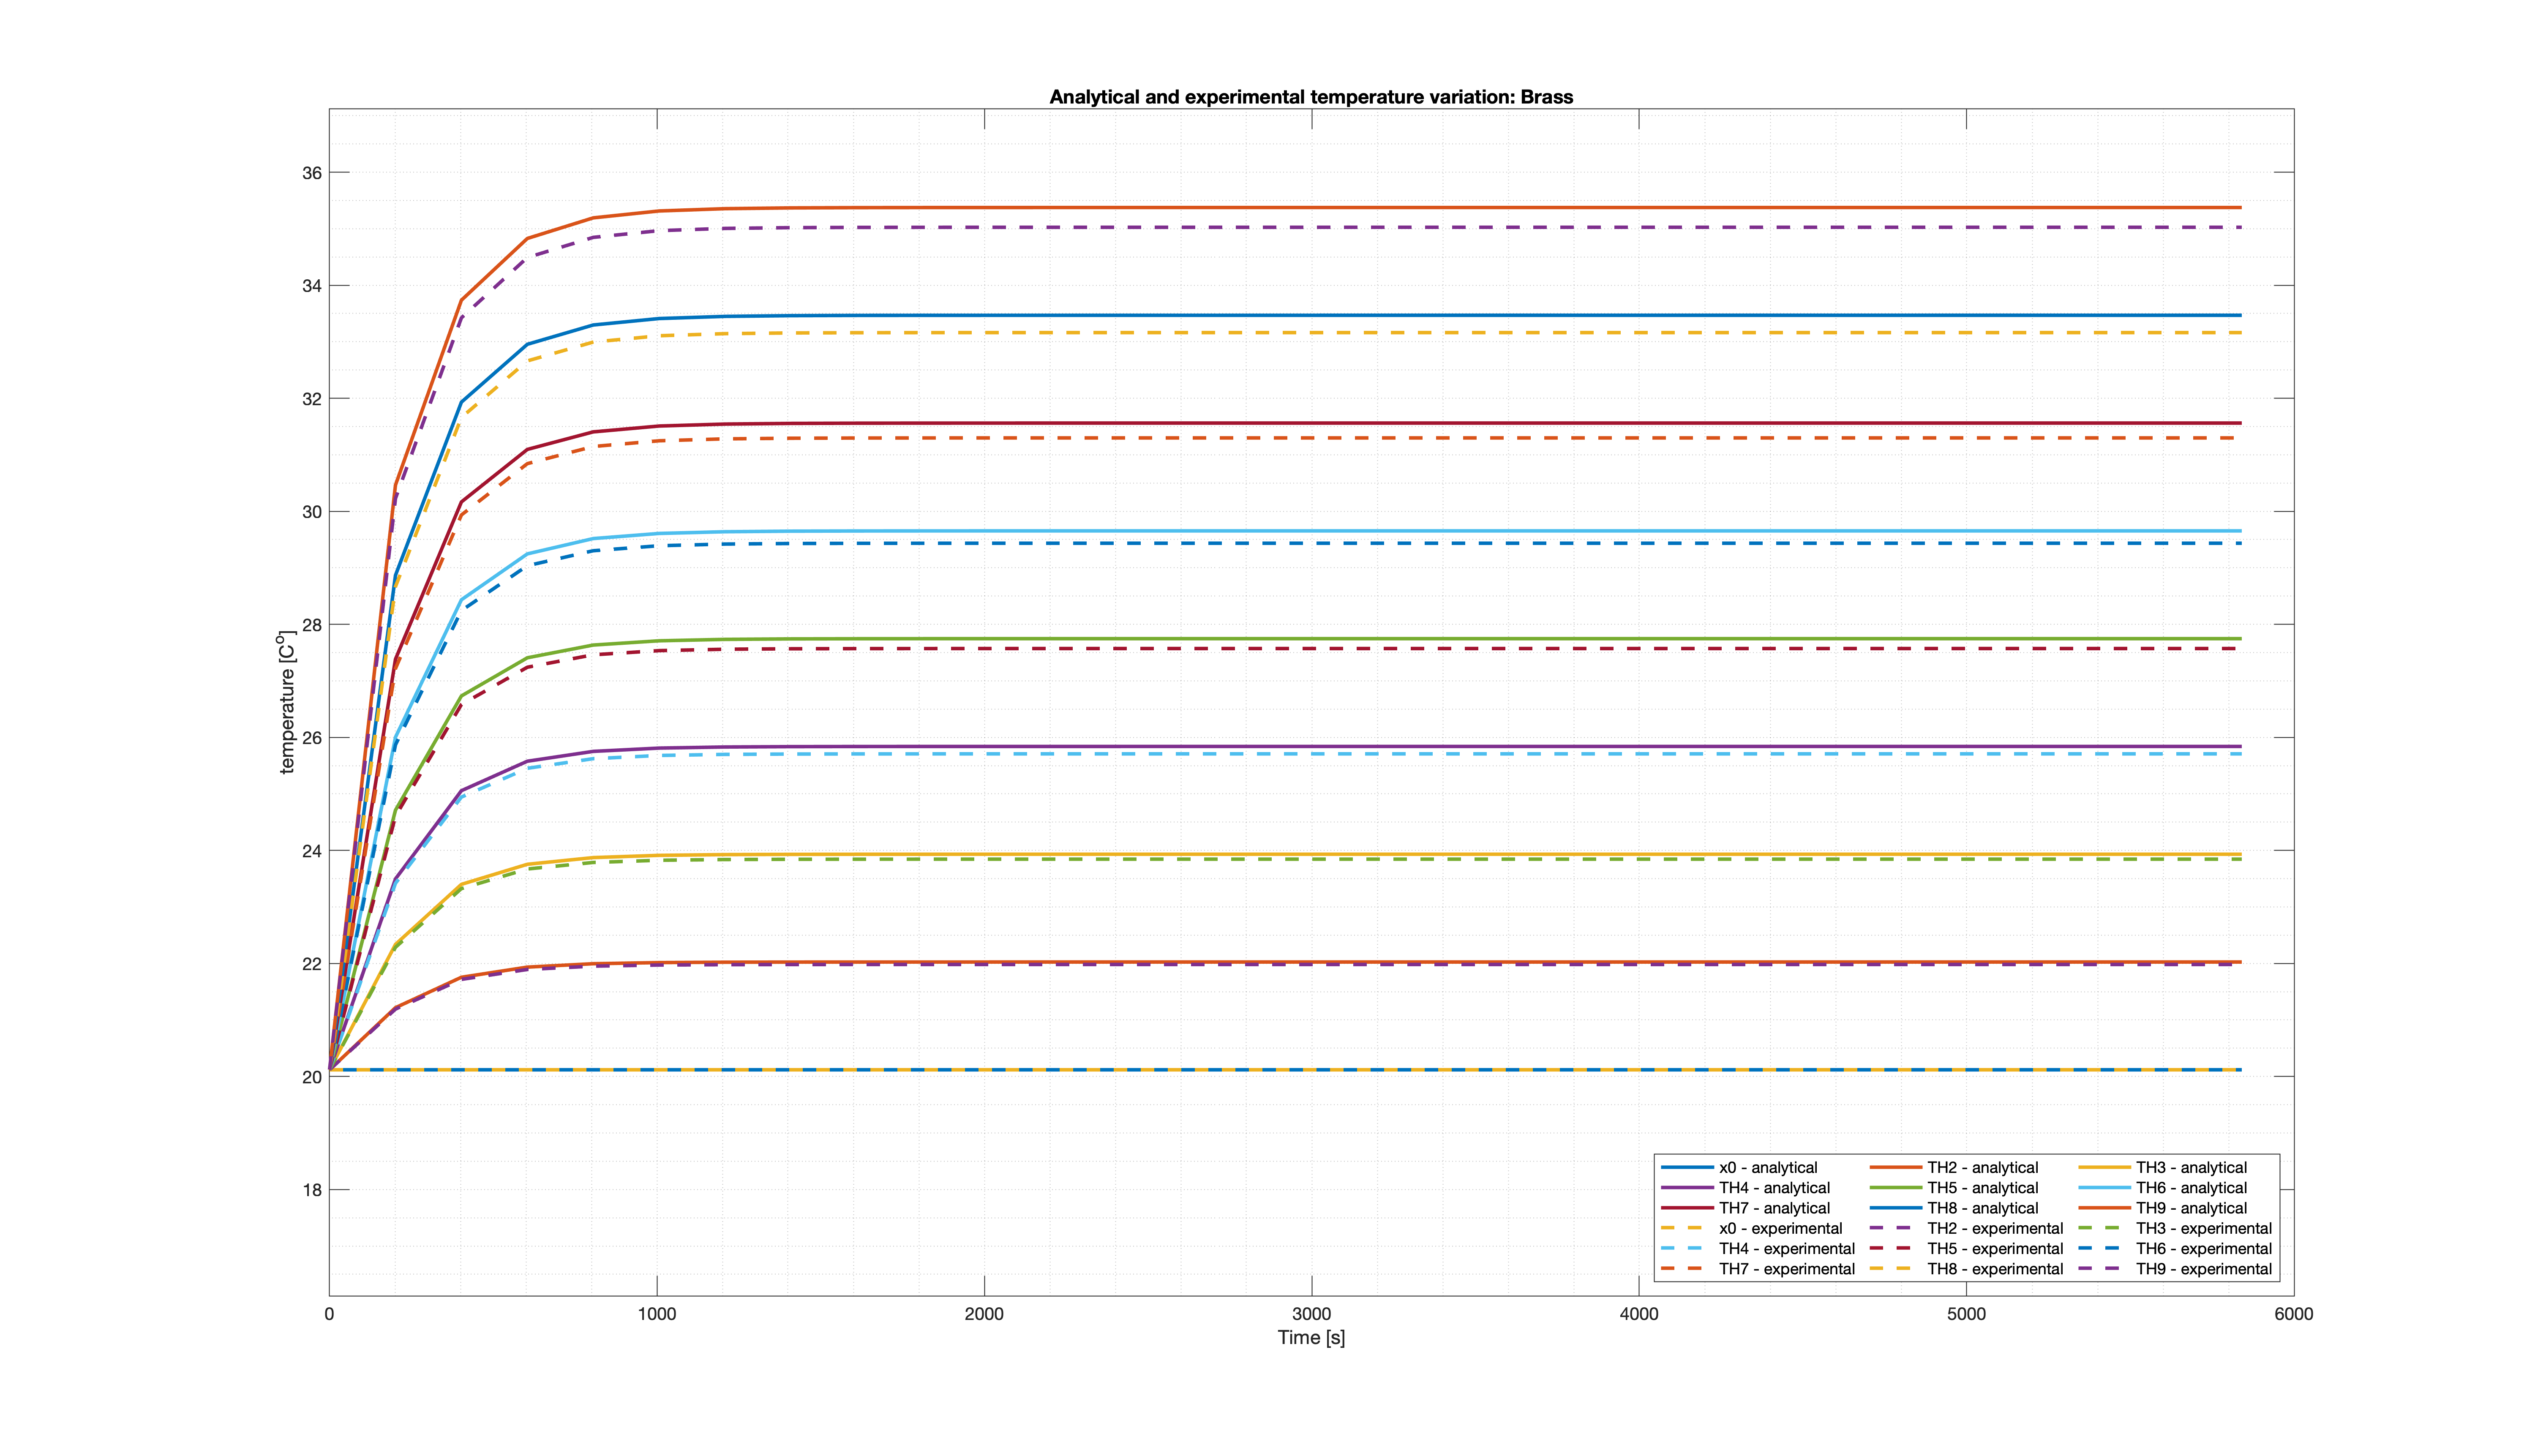 Analytical and experimental temperature variation: Brass
36
34
32
30
28
26
24
22
20
18
temperature [C⁰]
0 1000 2000 3000 4000 5000 6000
Time [s]
x0 - analytical TH2 - analytical TH3 - analytical
TH4 - analytical TH5 - analytical TH6 - analytical
TH7 - analytical TH8 - analytical TH9 - analytical
x0 - experimental TH2 - experimental TH3 - experimental
TH4 - experimental TH5 - experimental TH6 - experimental
TH7 - experimental TH8 - experimental TH9 - experimental